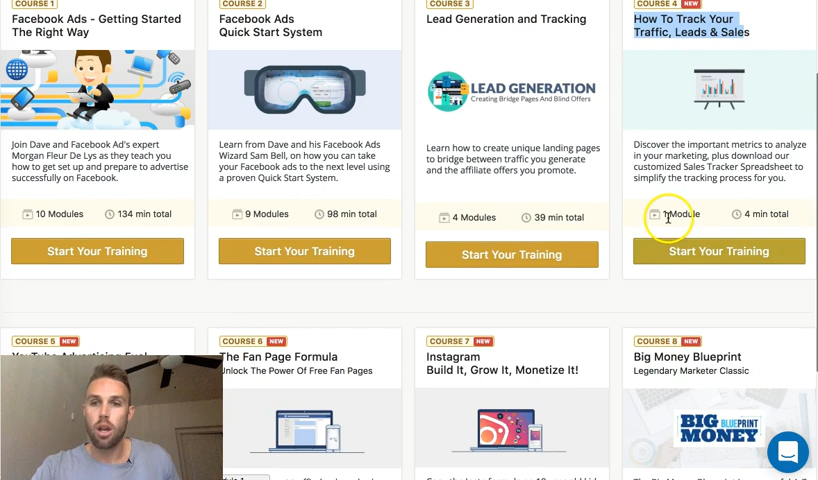 COURSE 1
Facebook Ads - Getting Started
The Right Way
Join Dave and Facebook Ad's expert
Morgan Fleur De Lys as they teach you
how to get set up and prepare to advertise
successfully on Facebook.
10 Modules 134 min total
Start Your Training
COURSE 2
Facebook Ads
Quick Start System
Learn from Dave and his Facebook Ads
Wizard Sam Bell, on how you can take
your Facebook ads to the next level using
a proven Quick Start System.
9 Modules 98 min total
Start Your Training
COURSE 3
Lead Generation and Tracking
LEAD GENERATION
Creating Bridge Pages And Blind Offers
Learn how to create unique landing pages
to bridge between traffic you generate
and the affiliate offers you promote.
4 Modules 39 min total
Start Your Training
COURSE 4 NEW
How To Track Your
Traffic, Leads & Sales
Discover the important metrics to analyze
in your marketing, plus download our
customized Sales Tracker Spreadsheet to
simplify the tracking process for you.
1 Module 4 min total
Start Your Training
COURSE 5 NEW
COURSE 6 NEW
The Fan Page Formula
Unlock The Power Of Free Fan Pages
COURSE 7 NEW
Instagram
Build It, Grow It, Monetize It!
COURSE 8 NEW
Big Money Blueprint
Legendary Marketer Classic
BIG BLUEPRINT
MONEY